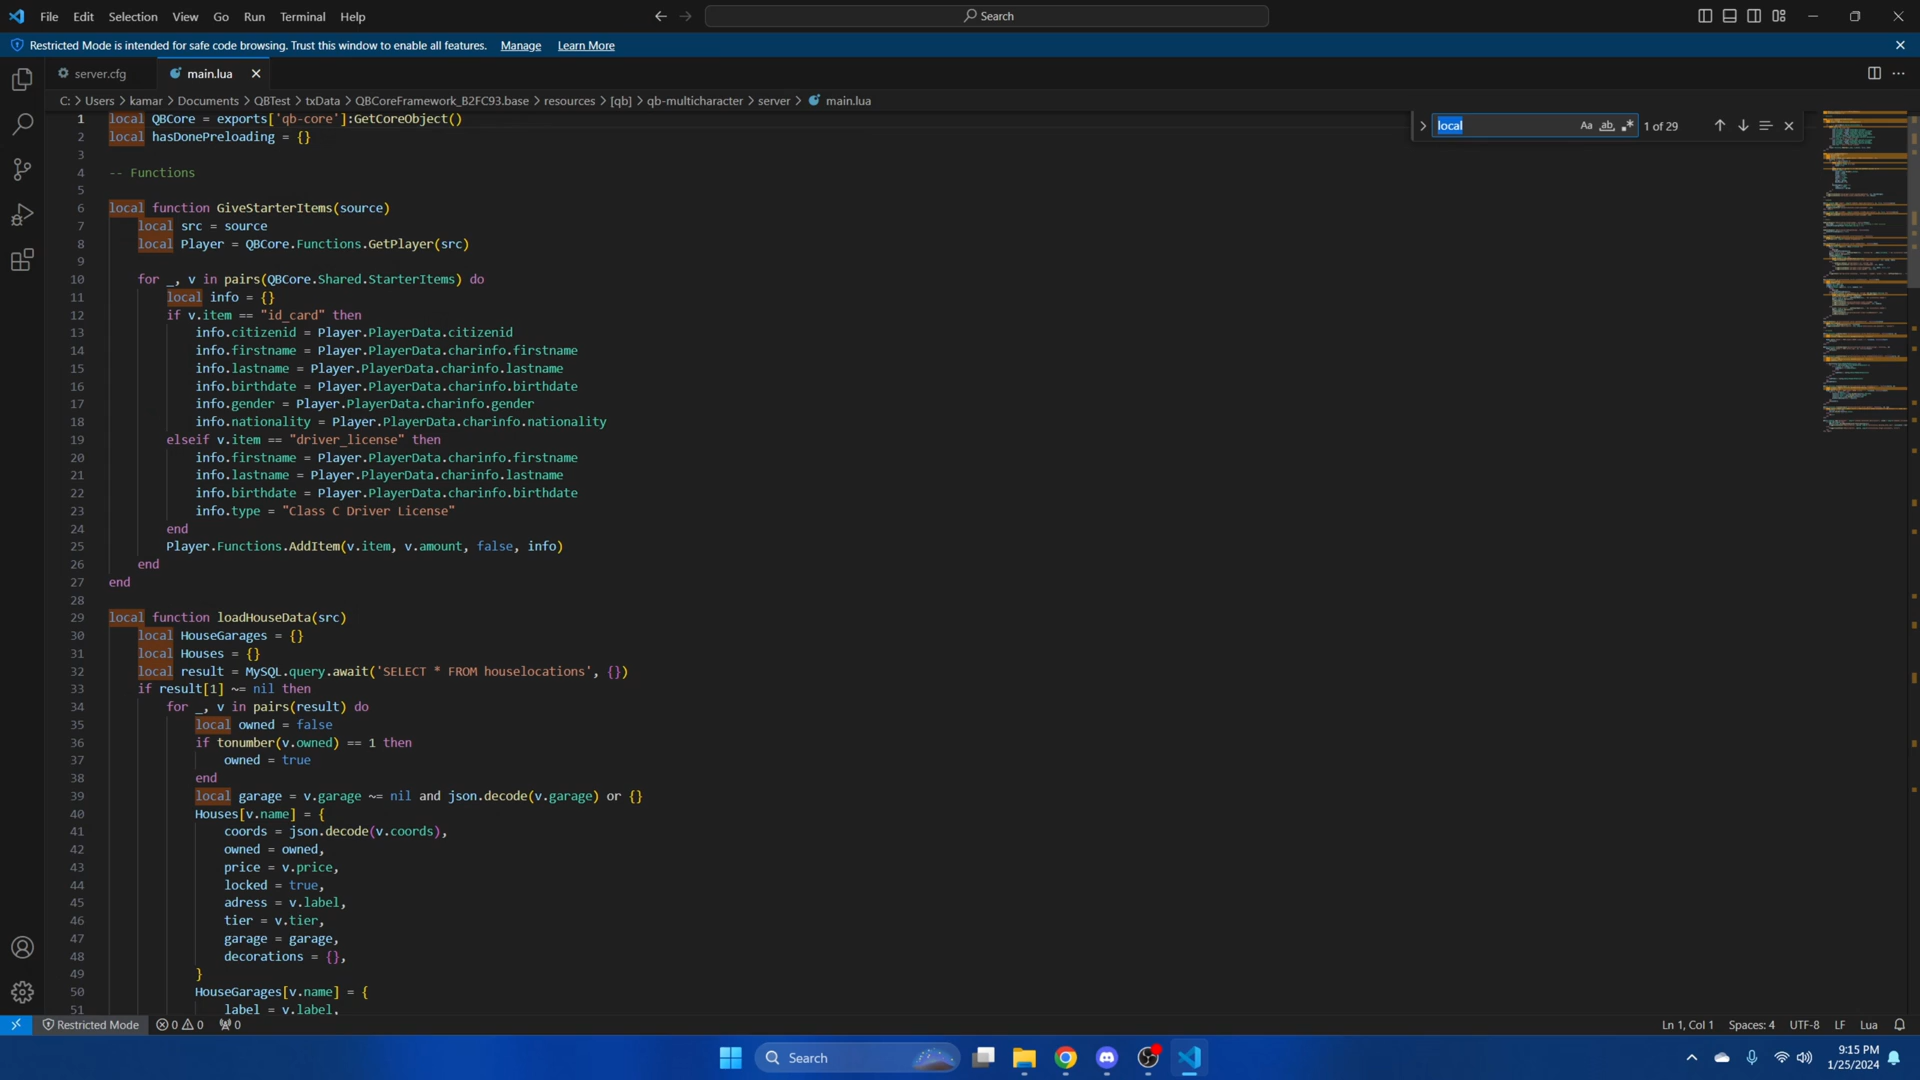 File Edit Selection View Go Run Terminal Help Search
Restricted Mode is intended for safe code browsing. Trust this window to enable all features. Manage Learn More
server.cfg main.lua
C: > Users > kamar > Documents > QBTest > txData > QBCoreFramework_B2FC93.base > resources > [qb] > qb-multicharacter > server > main.lua
local Aa ab .* 1 of 29
1 local QBCore = exports['qb-core']:GetCoreObject()
2 local hasDonePreloading = {}
3
4 -- Functions
5
6 local function GiveStarterItems(source)
7 local src = source
8 local Player = QBCore.Functions.GetPlayer(src)
9
10 for _, v in pairs(QBCore.Shared.StarterItems) do
11 local info = {}
12 if v.item == "id_card" then
13 info.citizenid = Player.PlayerData.citizenid
14 info.firstname = Player.PlayerData.charinfo.firstname
15 info.lastname = Player.PlayerData.charinfo.lastname
16 info.birthdate = Player.PlayerData.charinfo.birthdate
17 info.gender = Player.PlayerData.charinfo.gender
18 info.nationality = Player.PlayerData.charinfo.nationality
19 elseif v.item == "driver_license" then
20 info.firstname = Player.PlayerData.charinfo.firstname
21 info.lastname = Player.PlayerData.charinfo.lastname
22 info.birthdate = Player.PlayerData.charinfo.birthdate
23 info.type = "Class C Driver License"
24 end
25 Player.Functions.AddItem(v.item, v.amount, false, info)
26 end
27 end
28
29 local function loadHouseData(src)
30 local HouseGarages = {}
31 local Houses = {}
32 local result = MySQL.query.await('SELECT * FROM houselocations', {})
33 if result[1] ~= nil then
34 for _, v in pairs(result) do
35 local owned = false
36 if tonumber(v.owned) == 1 then
37 owned = true
38 end
39 local garage = v.garage ~= nil and json.decode(v.garage) or {}
40 Houses[v.name] = {
41 coords = json.decode(v.coords),
42 owned = owned,
43 price = v.price,
44 locked = true,
45 adress = v.label,
46 tier = v.tier,
47 garage = garage,
48 decorations = {},
49 }
50 HouseGarages[v.name] = {
51 label = v.label,
Restricted Mode 0 0 0 Ln 1, Col 1 Spaces: 4 UTF-8 LF Lua
Search
9:15 PM
1/25/2024